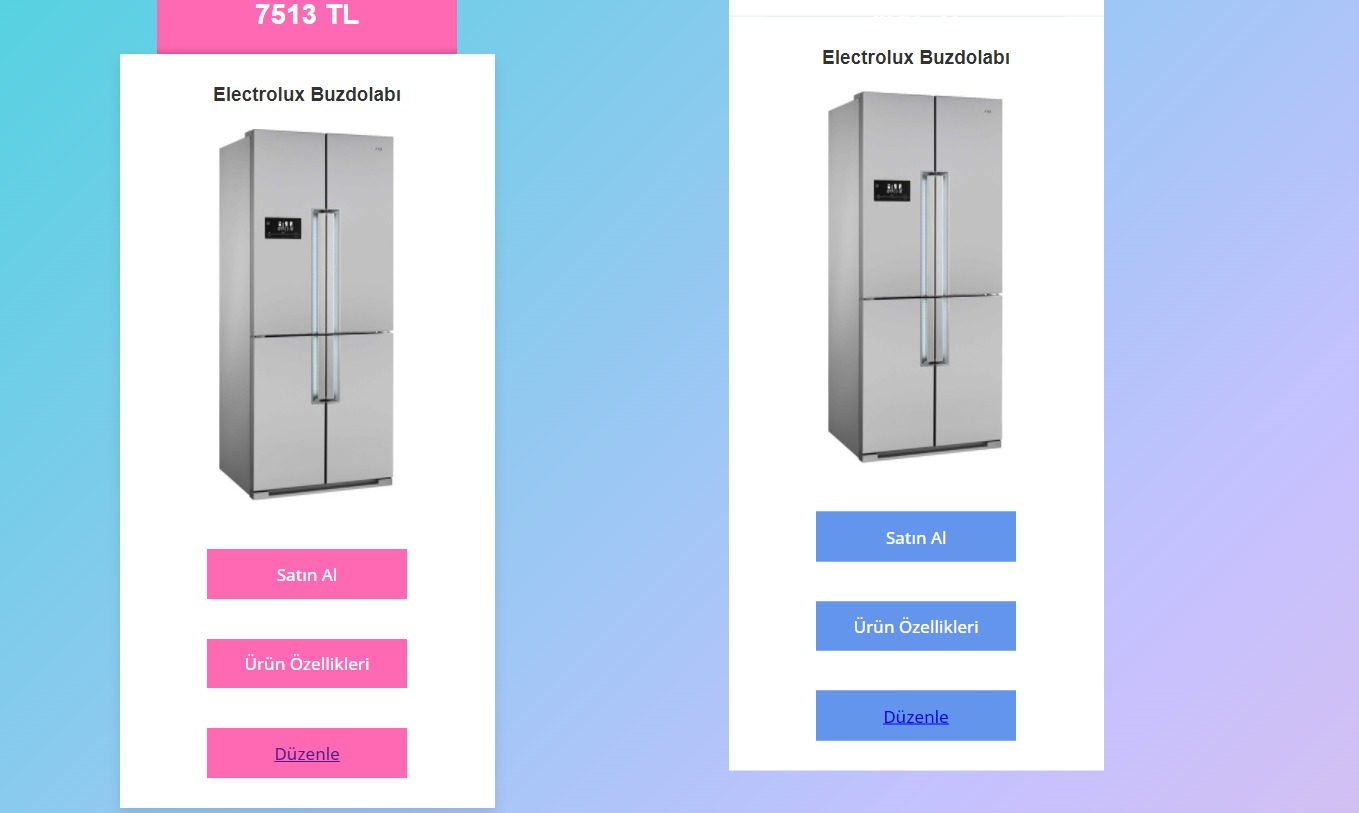 7513 TL
Electrolux Buzdolabı
Satın Al
Ürün Özellikleri
Düzenle
Electrolux Buzdolabı
Satın Al
Ürün Özellikleri
Düzenle